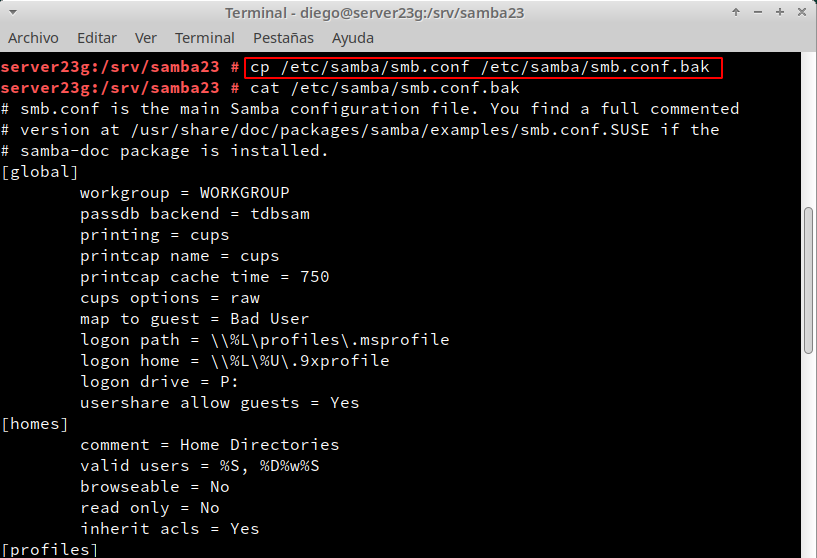 Terminal - diego@server23g:/srv/samba23
Archivo Editar Ver Terminal Pestañas Ayuda
server23g:/srv/samba23 # cp /etc/samba/smb.conf /etc/samba/smb.conf.bak
server23g:/srv/samba23 # cat /etc/samba/smb.conf.bak
# smb.conf is the main Samba configuration file. You find a full commented
# version at /usr/share/doc/packages/samba/examples/smb.conf.SUSE if the
# samba-doc package is installed.
[global]
        workgroup = WORKGROUP
        passdb backend = tdbsam
        printing = cups
        printcap name = cups
        printcap cache time = 750
        cups options = raw
        map to guest = Bad User
        logon path = \\%L\profiles\.msprofile
        logon home = \\%L\%U\.9xprofile
        logon drive = P:
        usershare allow guests = Yes
[homes]
        comment = Home Directories
        valid users = %S, %D%w%S
        browseable = No
        read only = No
        inherit acls = Yes
[profiles]